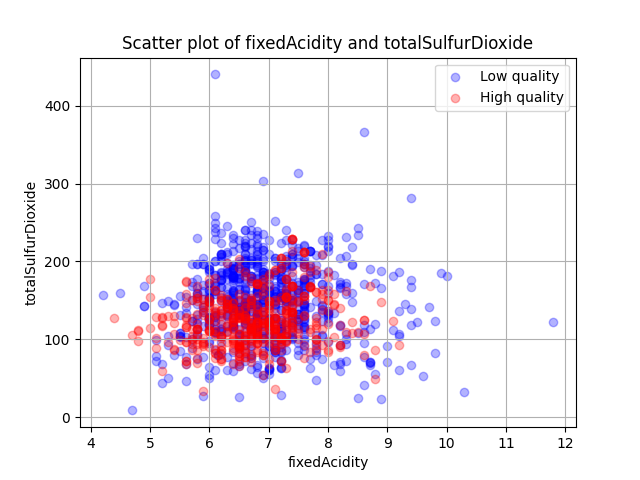 Scatter plot of fixedAcidity and totalSulfurDioxide
Low quality
High quality
400
300
200
100
0
totalSulfurDioxide
4 5 6 7 8 9 10 11 12
fixedAcidity